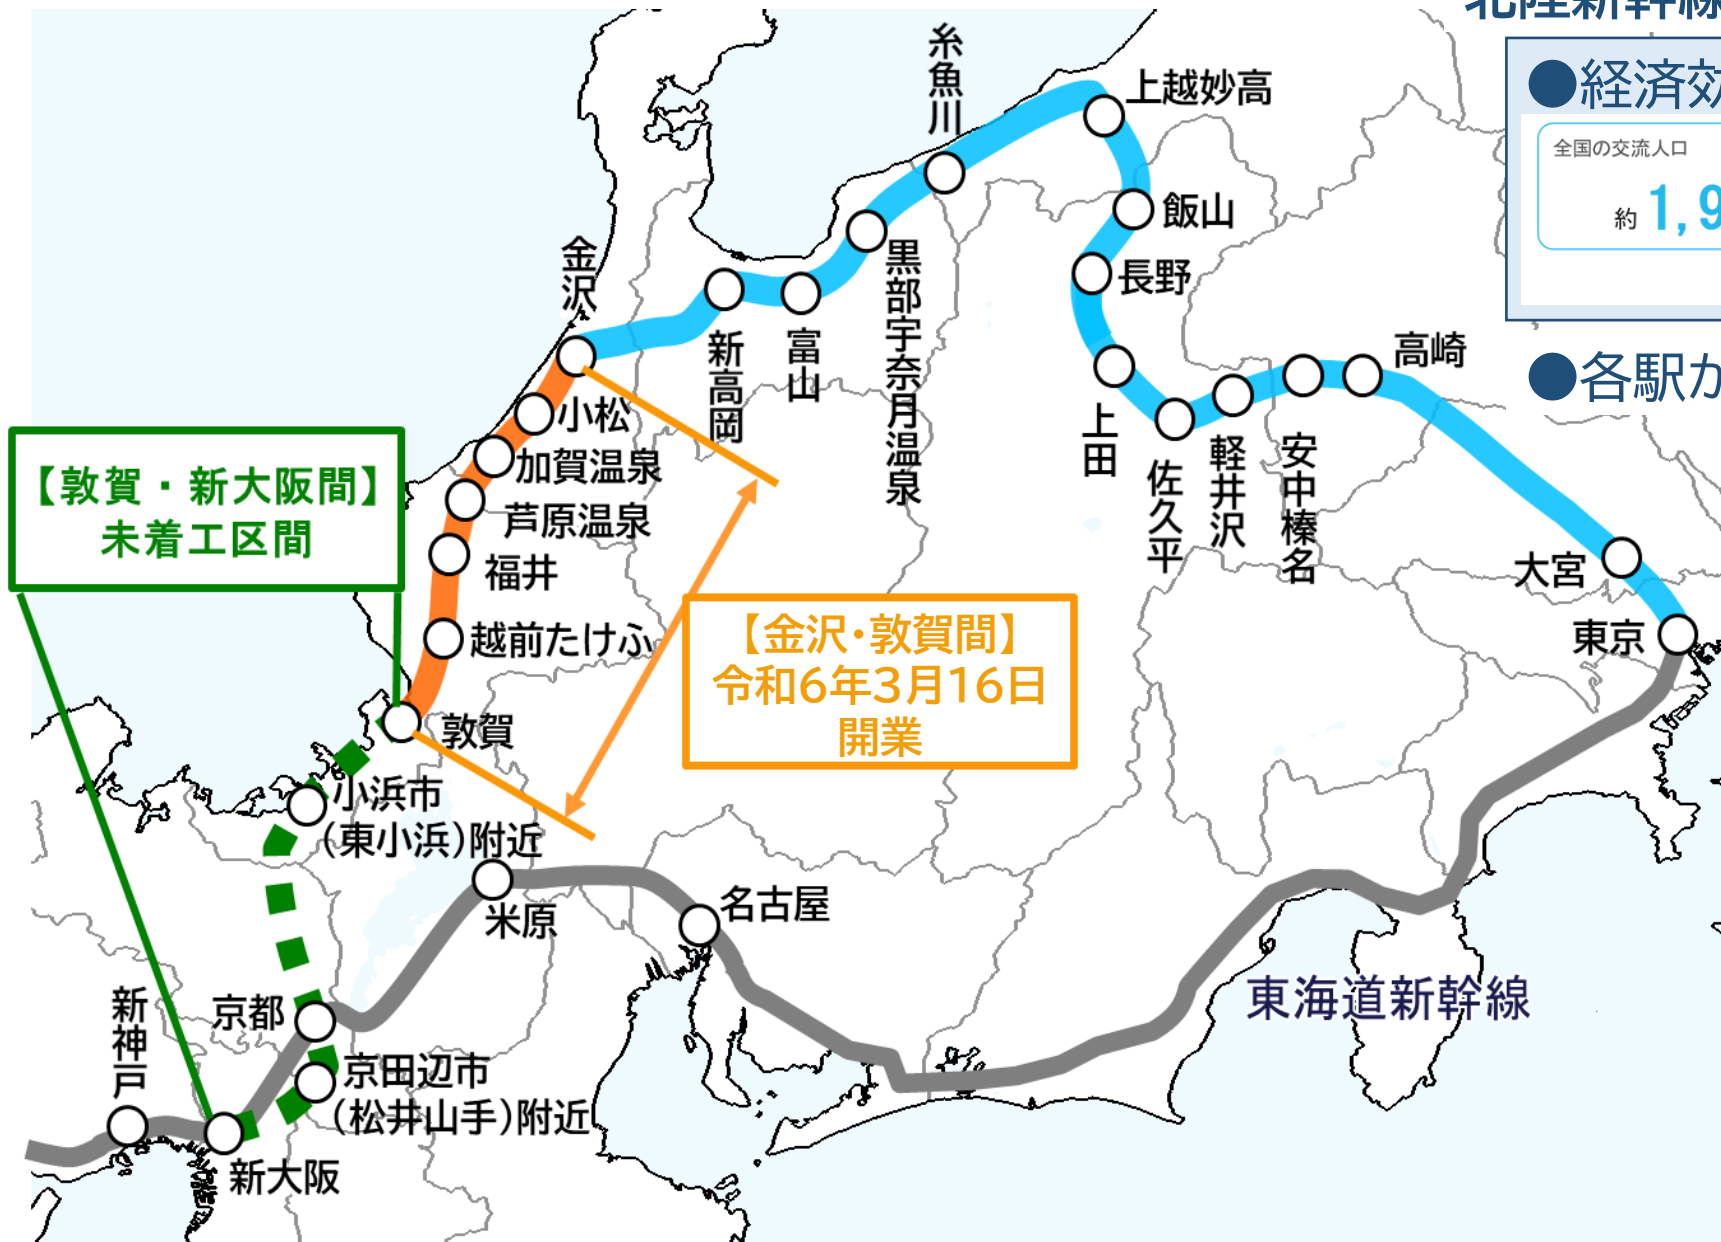 北陸新幹線
●経済効
全国の交流人口
約1,9
●各駅か
糸魚川
上越妙高
飯山
長野
金沢
黒部宇奈月温泉
新高岡
富山
高崎
小松
加賀温泉
芦原温泉
福井
越前たけふ
敦賀
上田
佐久平
軽井沢
安中榛名
大宮
東京
【敦賀・新大阪間】
未着工区間
【金沢・敦賀間】
令和6年3月16日
開業
小浜市
(東小浜)附近
米原
名古屋
東海道新幹線
新神戸
京都
京田辺市
(松井山手)附近
新大阪